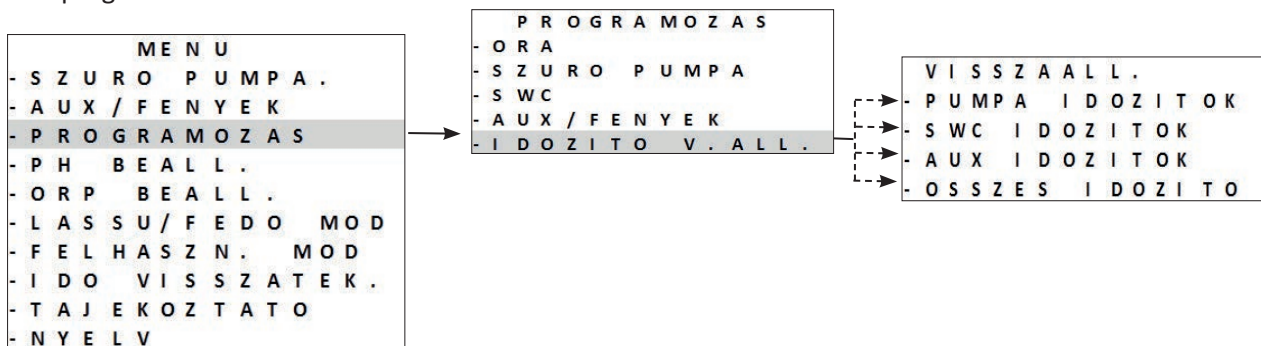 MENU
- SZURO PUMPA.
- AUX/FENYEK
- PROGRAMOZAS
- PH BEALL.
- ORP BEALL.
- LASSU/FEDO MOD
- FELHASZN. MOD
- IDO VISSZATEK.
- TAJEKOZTATO
- NYELV
PROGRAMOZAS
- ORA
- SZURO PUMPA
- SWC
- AUX/FENYEK
- IDOZITO V.ALL.
VISSZAALL.
- PUMPA IDOZITOK
- SWC IDOZITOK
- AUX IDOZITOK
- OSSZES IDOZITO